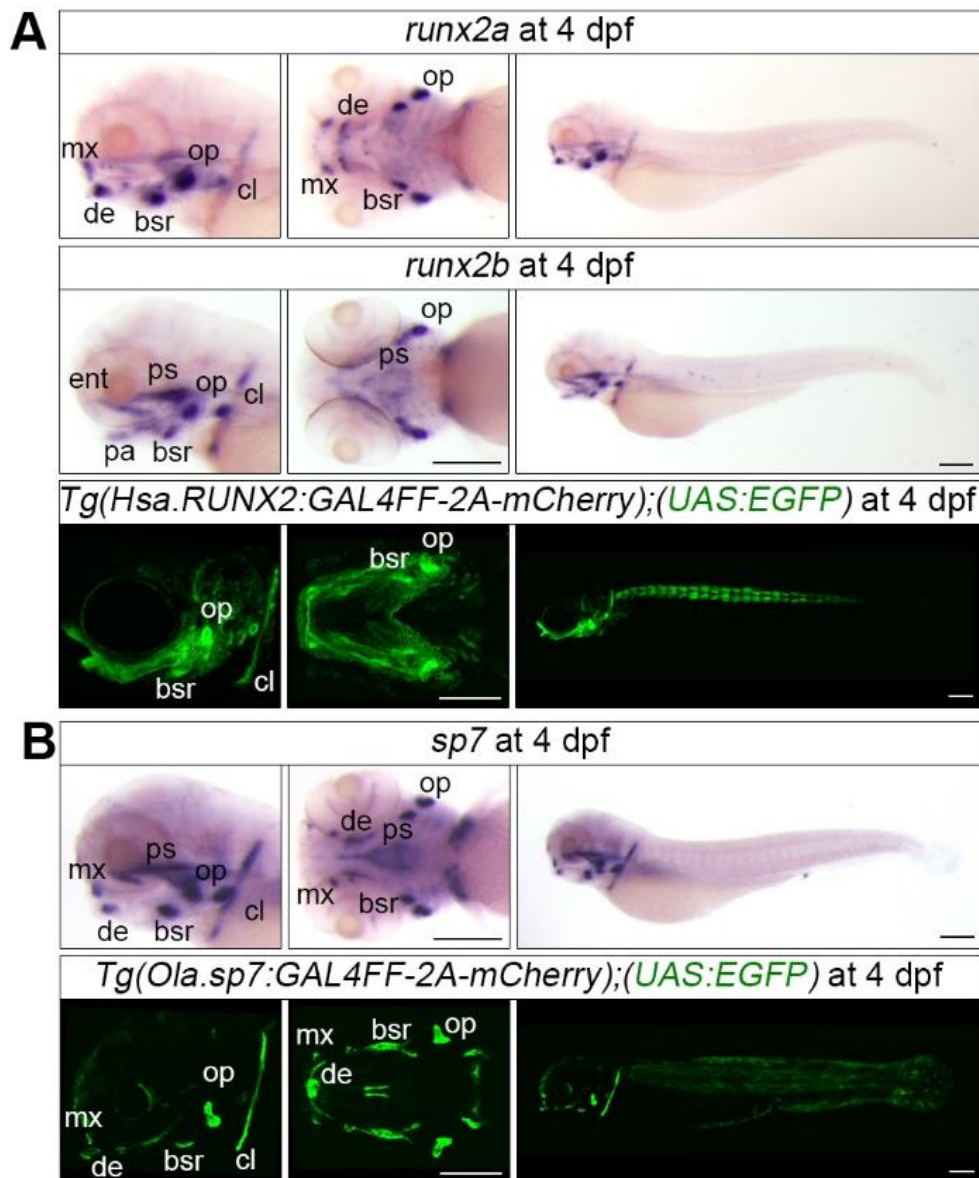 A
runx2a at 4 dpf
mx
op
cl
de
bsr
op
de
mx
bsr
runx2b at 4 dpf
ent
ps
op
cl
pa
bsr
op
ps
Tg(Hsa.RUNX2:GAL4FF-2A-mCherry);(UAS:EGFP) at 4 dpf
op
bsr
cl
bsr
op
B
sp7 at 4 dpf
mx
ps
op
cl
de
bsr
op
de
ps
mx
bsr
Tg(Ola.sp7:GAL4FF-2A-mCherry);(UAS:EGFP) at 4 dpf
op
mx
de
bsr
cl
mx
bsr
op
de